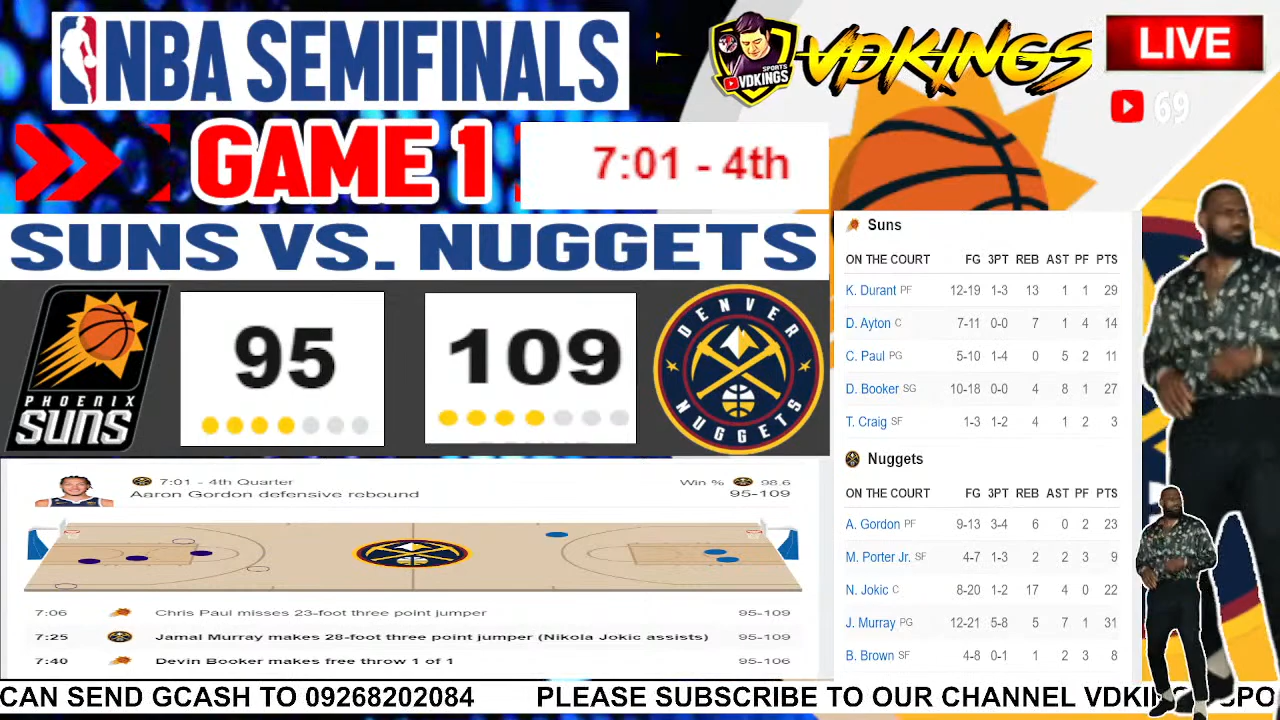 NBA SEMIFINALS
SPORTS
VDKINGS
VDKINGS
LIVE
69
GAME 1
7:01 - 4th
SUNS VS. NUGGETS
PHOENIX
SUNS
95
109
DENVER
NUGGETS
7:01 - 4th Quarter
Aaron Gordon defensive rebound
Win % 98.6
95-109
7:06 Chris Paul misses 23-foot three point jumper 95-109
7:25 Jamal Murray makes 28-foot three point jumper (Nikola Jokic assists) 95-109
7:40 Devin Booker makes free throw 1 of 1 95-106
Suns
ON THE COURT FG 3PT REB AST PF PTS
K. Durant PF 12-19 1-3 13 1 1 29
D. Ayton C 7-11 0-0 7 1 4 14
C. Paul PG 5-10 1-4 0 5 2 11
D. Booker SG 10-18 0-0 4 8 1 27
T. Craig SF 1-3 1-2 4 1 2 3
Nuggets
ON THE COURT FG 3PT REB AST PF PTS
A. Gordon PF 9-13 3-4 6 0 2 23
M. Porter Jr. SF 4-7 1-3 2 2 3 9
N. Jokic C 8-20 1-2 17 4 0 22
J. Murray PG 12-21 5-8 5 7 1 31
B. Brown SF 4-8 0-1 1 2 3 8
CAN SEND GCASH TO 09268202084 PLEASE SUBSCRIBE TO OUR CHANNEL